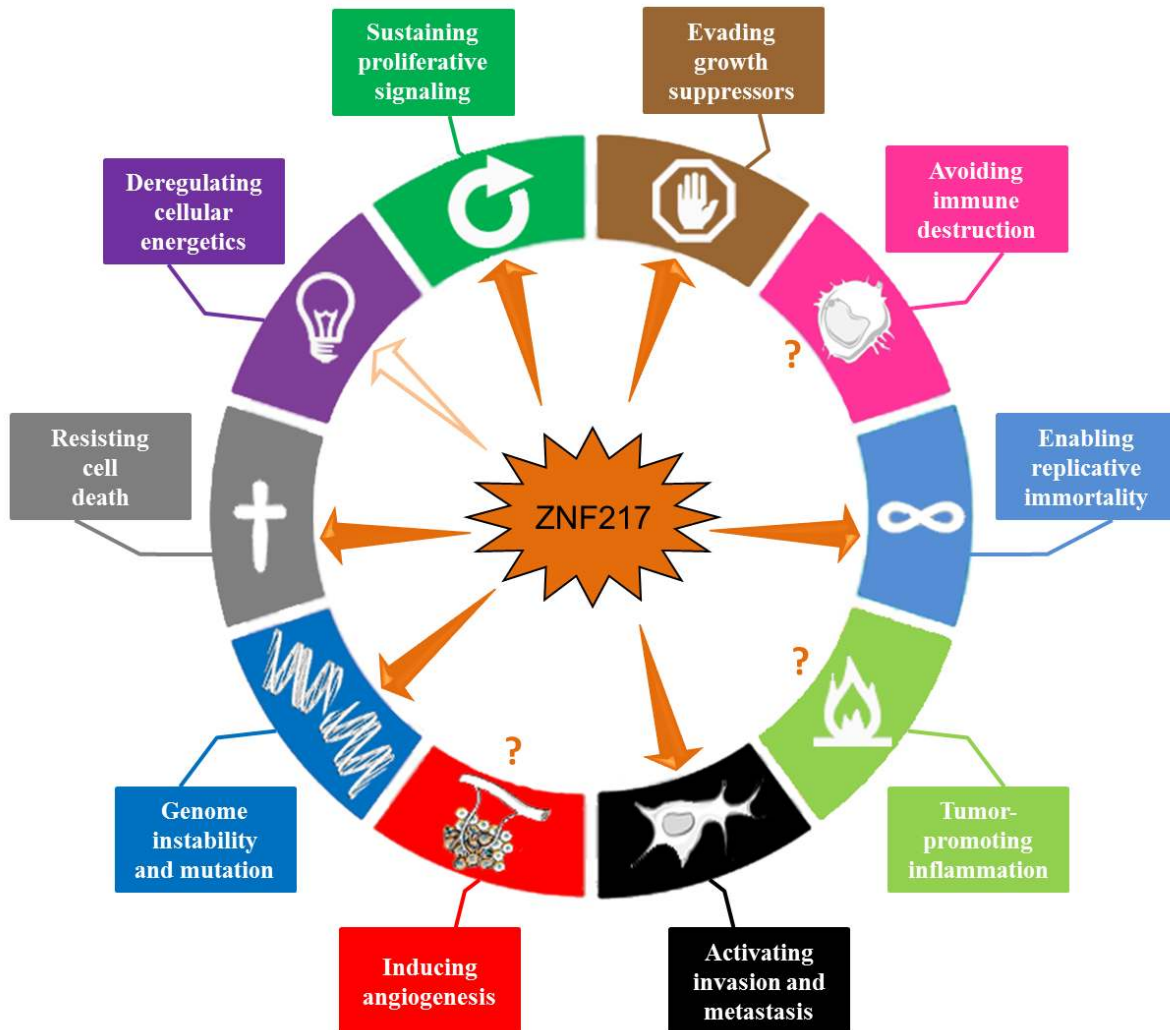 Sustaining
proliferative
signaling
Evading
growth
suppressors
Deregulating
cellular
energetics
Avoiding
immune
destruction
?
Resisting
cell
death
ZNF217
Enabling
replicative
immortality
?
?
Genome
instability
and mutation
Tumor-
promoting
inflammation
Inducing
angiogenesis
Activating
invasion and
metastasis